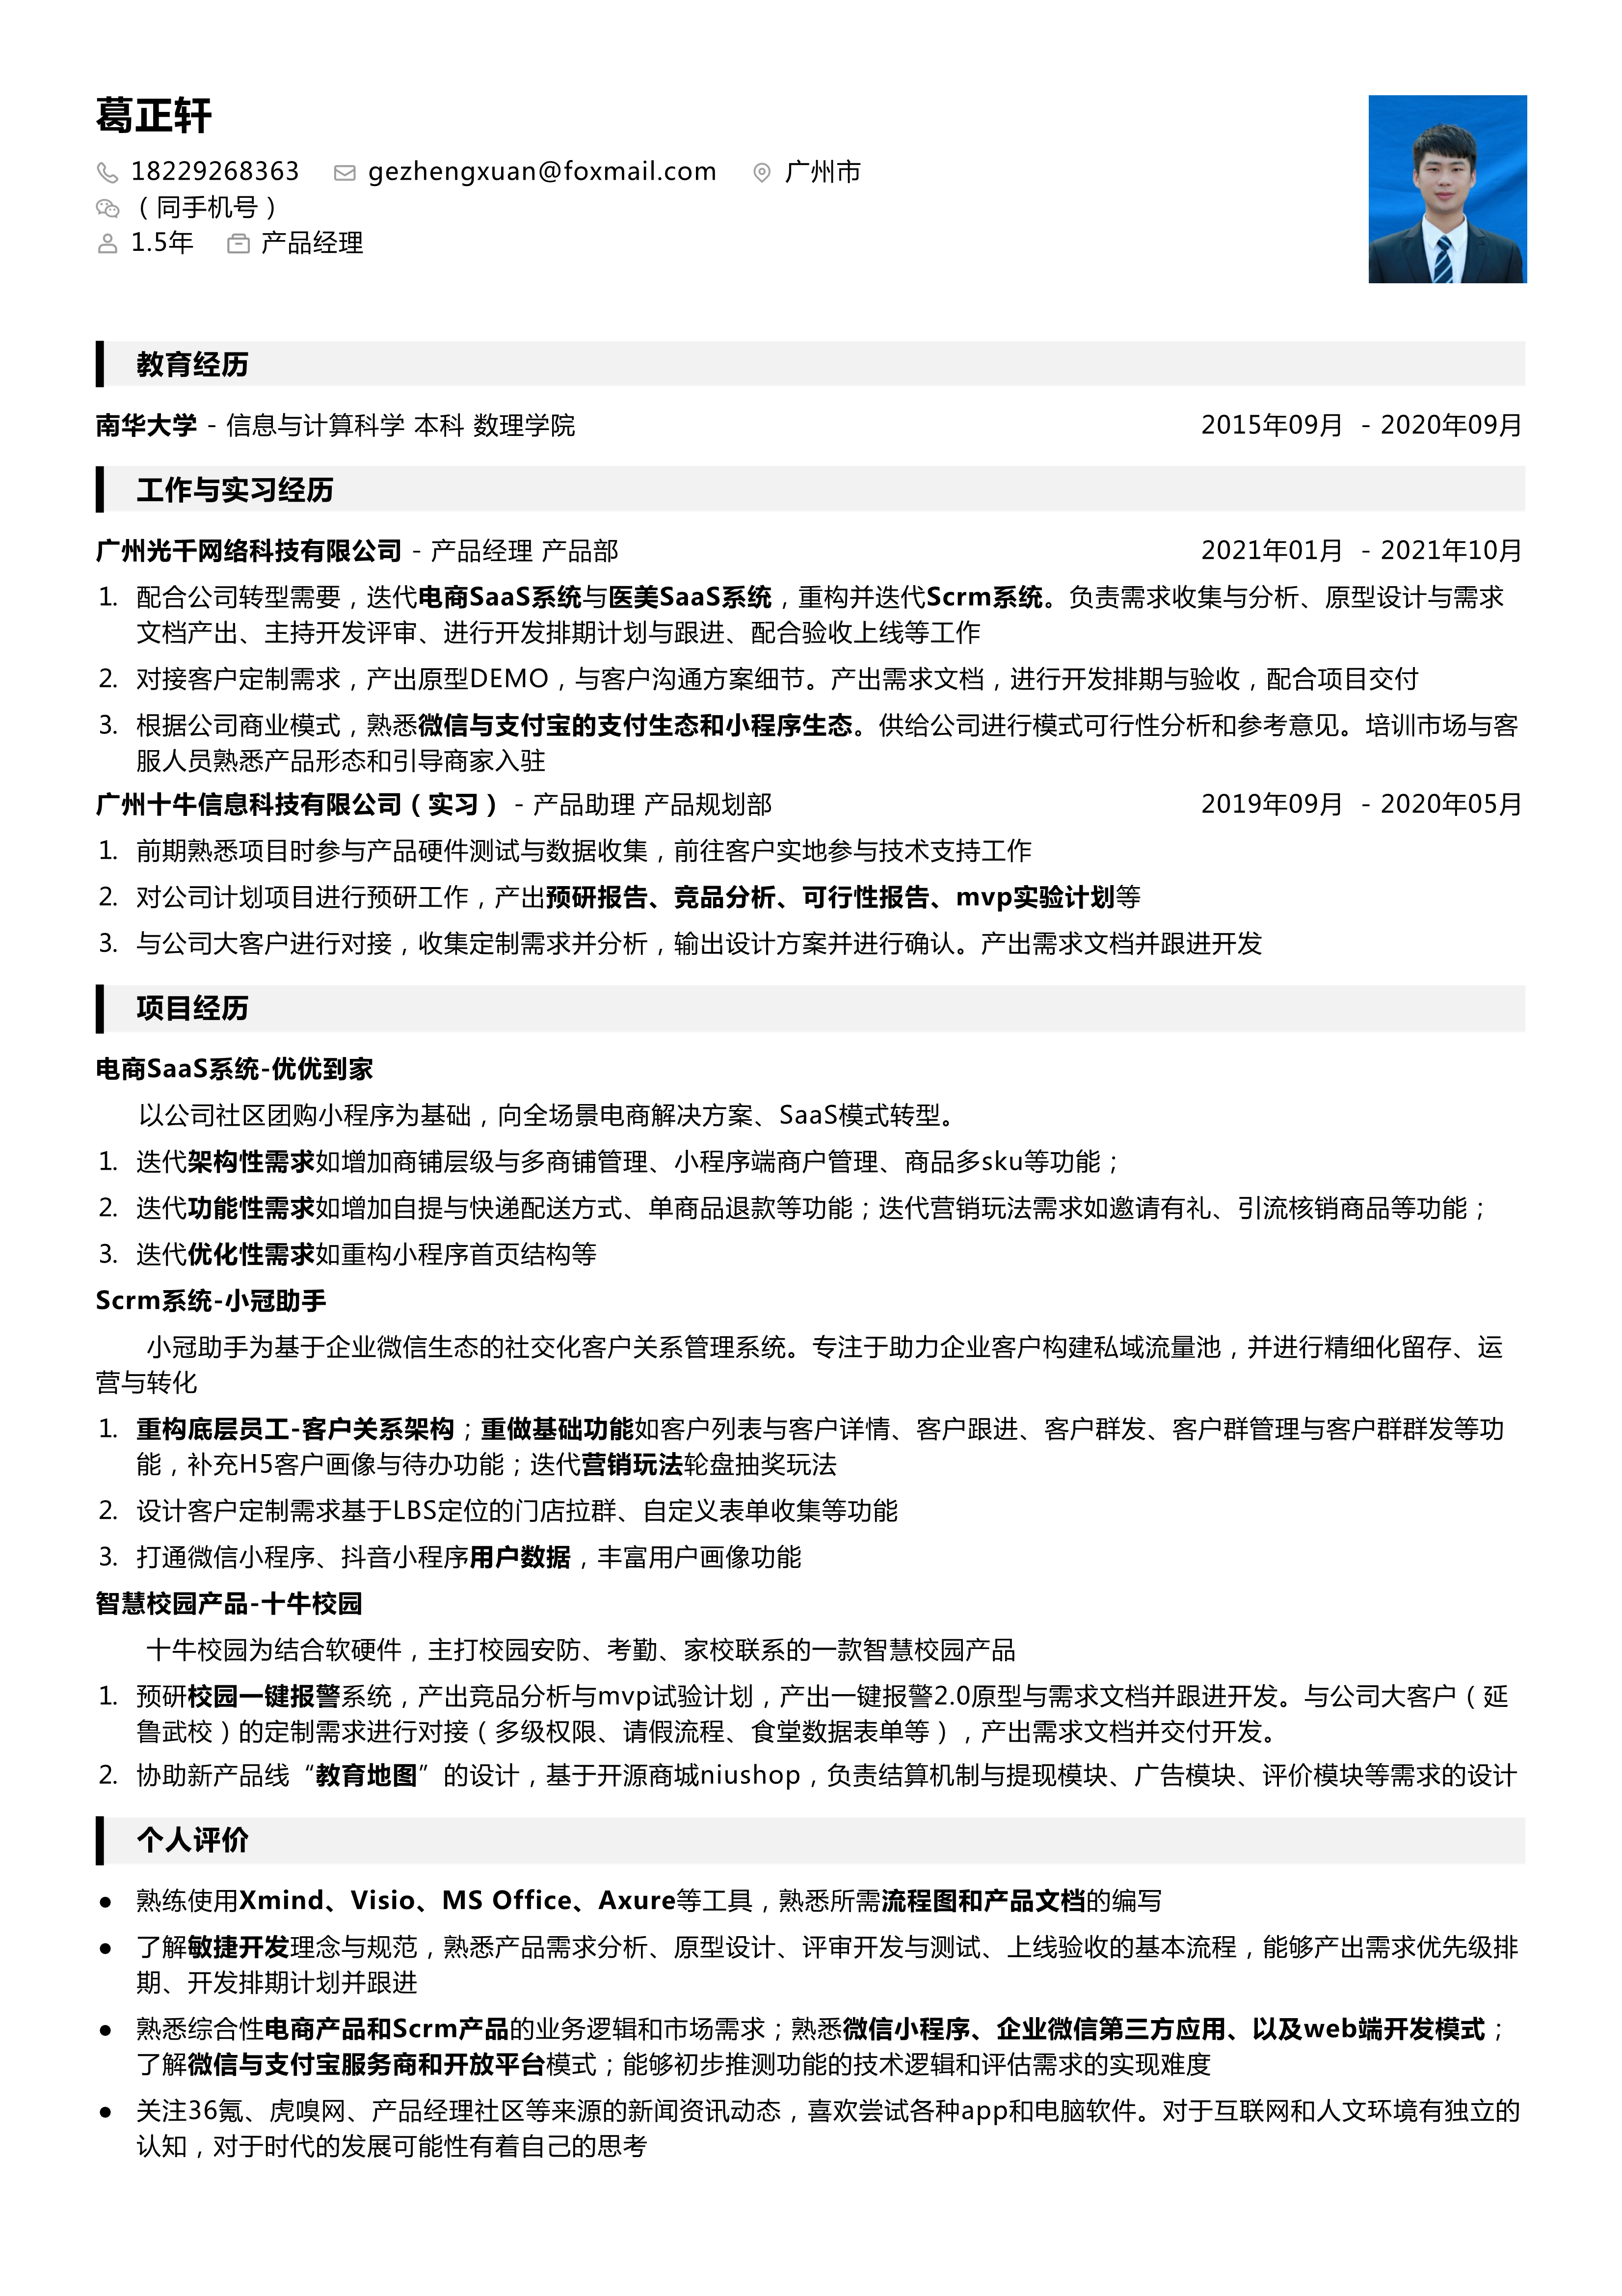 葛正轩
18229268363 gezhengxuan@foxmail.com 广州市
（同手机号）
1.5年 产品经理
教育经历
南华大学 - 信息与计算科学 本科 数理学院 2015年09月 - 2020年09月
工作与实习经历
广州光千网络科技有限公司 - 产品经理 产品部 2021年01月 - 2021年10月
1. 配合公司转型需要，迭代电商SaaS系统与医美SaaS系统，重构并迭代Scrm系统。负责需求收集与分析、原型设计与需求
文档产出、主持开发评审、进行开发排期计划与跟进、配合验收上线等工作
2. 对接客户定制需求，产出原型DEMO，与客户沟通方案细节。产出需求文档，进行开发排期与验收，配合项目交付
3. 根据公司商业模式，熟悉微信与支付宝的支付生态和小程序生态。供给公司进行模式可行性分析和参考意见。培训市场与客
服人员熟悉产品形态和引导商家入驻
广州十牛信息科技有限公司（实习） - 产品助理 产品规划部 2019年09月 - 2020年05月
1. 前期熟悉项目时参与产品硬件测试与数据收集，前往客户实地参与技术支持工作
2. 对公司计划项目进行预研工作，产出预研报告、竞品分析、可行性报告、mvp实验计划等
3. 与公司大客户进行对接，收集定制需求并分析，输出设计方案并进行确认。产出需求文档并跟进开发
项目经历
电商SaaS系统-优优到家
以公司社区团购小程序为基础，向全场景电商解决方案、SaaS模式转型。
1. 迭代架构性需求如增加商铺层级与多商铺管理、小程序端商户管理、商品多sku等功能；
2. 迭代功能性需求如增加自提与快递配送方式、单商品退款等功能；迭代营销玩法需求如邀请有礼、引流核销商品等功能；
3. 迭代优化性需求如重构小程序首页结构等
Scrm系统-小冠助手
小冠助手为基于企业微信生态的社交化客户关系管理系统。专注于助力企业客户构建私域流量池，并进行精细化留存、运
营与转化
1. 重构底层员工-客户关系架构；重做基础功能如客户列表与客户详情、客户跟进、客户群发、客户群管理与客户群群发等功
能，补充H5客户画像与待办功能；迭代营销玩法轮盘抽奖玩法
2. 设计客户定制需求基于LBS定位的门店拉群、自定义表单收集等功能
3. 打通微信小程序、抖音小程序用户数据，丰富用户画像功能
智慧校园产品-十牛校园
十牛校园为结合软硬件，主打校园安防、考勤、家校联系的一款智慧校园产品
1. 预研校园一键报警系统，产出竞品分析与mvp试验计划，产出一键报警2.0原型与需求文档并跟进开发。与公司大客户（延
鲁武校）的定制需求进行对接（多级权限、请假流程、食堂数据表单等），产出需求文档并交付开发。
2. 协助新产品线“教育地图”的设计，基于开源商城niushop，负责结算机制与提现模块、广告模块、评价模块等需求的设计
个人评价
● 熟练使用Xmind、Visio、MS Office、Axure等工具，熟悉所需流程图和产品文档的编写
● 了解敏捷开发理念与规范，熟悉产品需求分析、原型设计、评审开发与测试、上线验收的基本流程，能够产出需求优先级排
期、开发排期计划并跟进
● 熟悉综合性电商产品和Scrm产品的业务逻辑和市场需求；熟悉微信小程序、企业微信第三方应用、以及web端开发模式；
了解微信与支付宝服务商和开放平台模式；能够初步推测功能的技术逻辑和评估需求的实现难度
● 关注36氪、虎嗅网、产品经理社区等来源的新闻资讯动态，喜欢尝试各种app和电脑软件。对于互联网和人文环境有独立的
认知，对于时代的发展可能性有着自己的思考